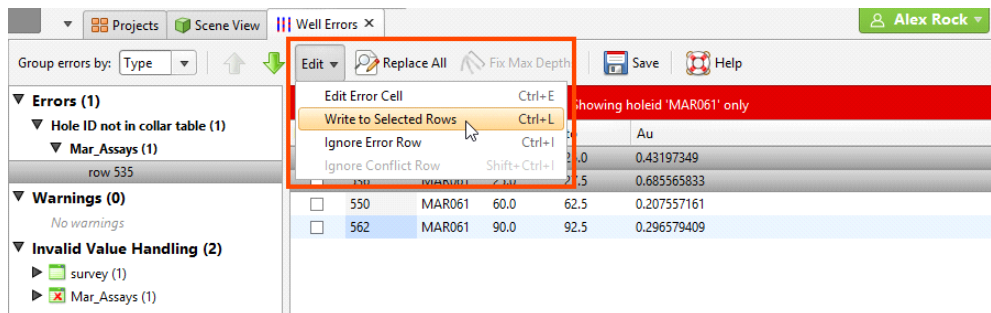 Projects Scene View Well Errors Alex Rock
Group errors by: Type Edit Replace All Fix Max Depth Save Help
Errors (1)
Hole ID not in collar table (1)
Mar_Assays (1)
row 535
Warnings (0)
No warnings
Invalid Value Handling (2)
survey (1)
Mar_Assays (1)
Edit Error Cell Ctrl+E
Write to Selected Rows Ctrl+L
Ignore Error Row Ctrl+I
Ignore Conflict Row Shift+Ctrl+I
Showing holeid 'MAR061' only
Au
0.43197349
MAR061 0.685565833
550 MAR061 60.0 62.5 0.207557161
562 MAR061 90.0 92.5 0.296579409